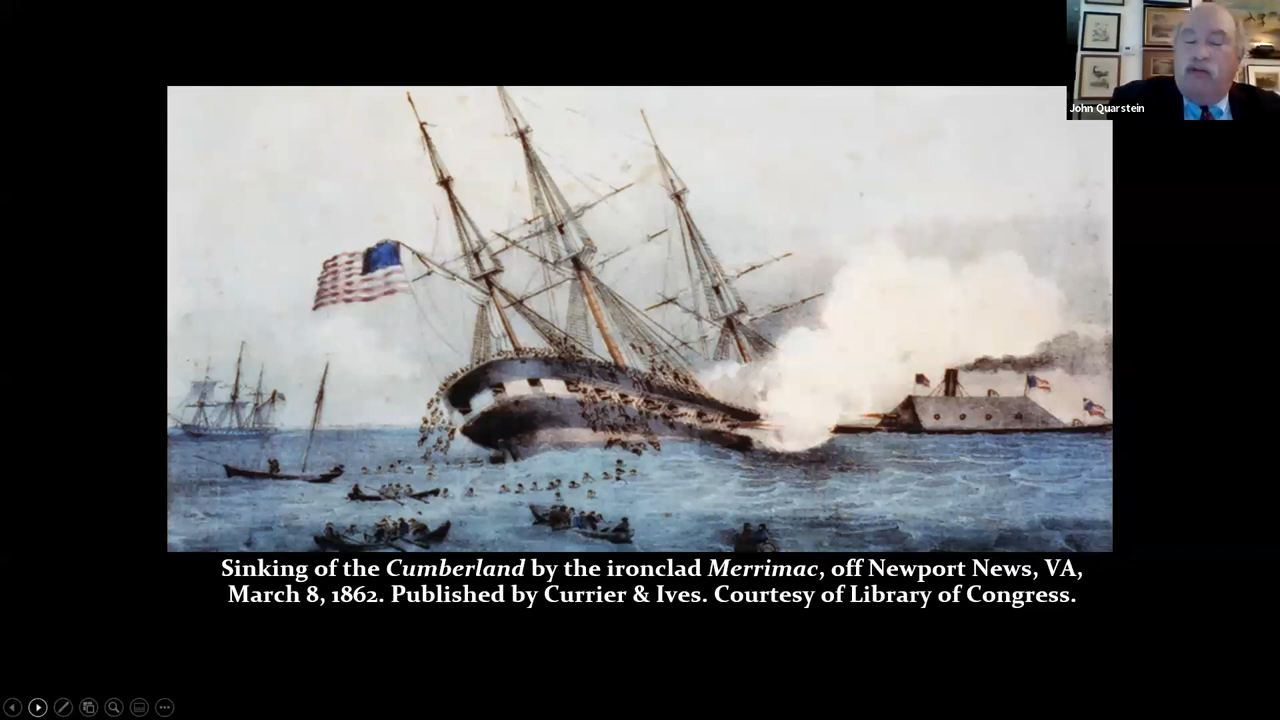 John Quarstein
Sinking of the Cumberland by the ironclad Merrimac, off Newport News, VA,
March 8, 1862. Published by Currier & Ives. Courtesy of Library of Congress.